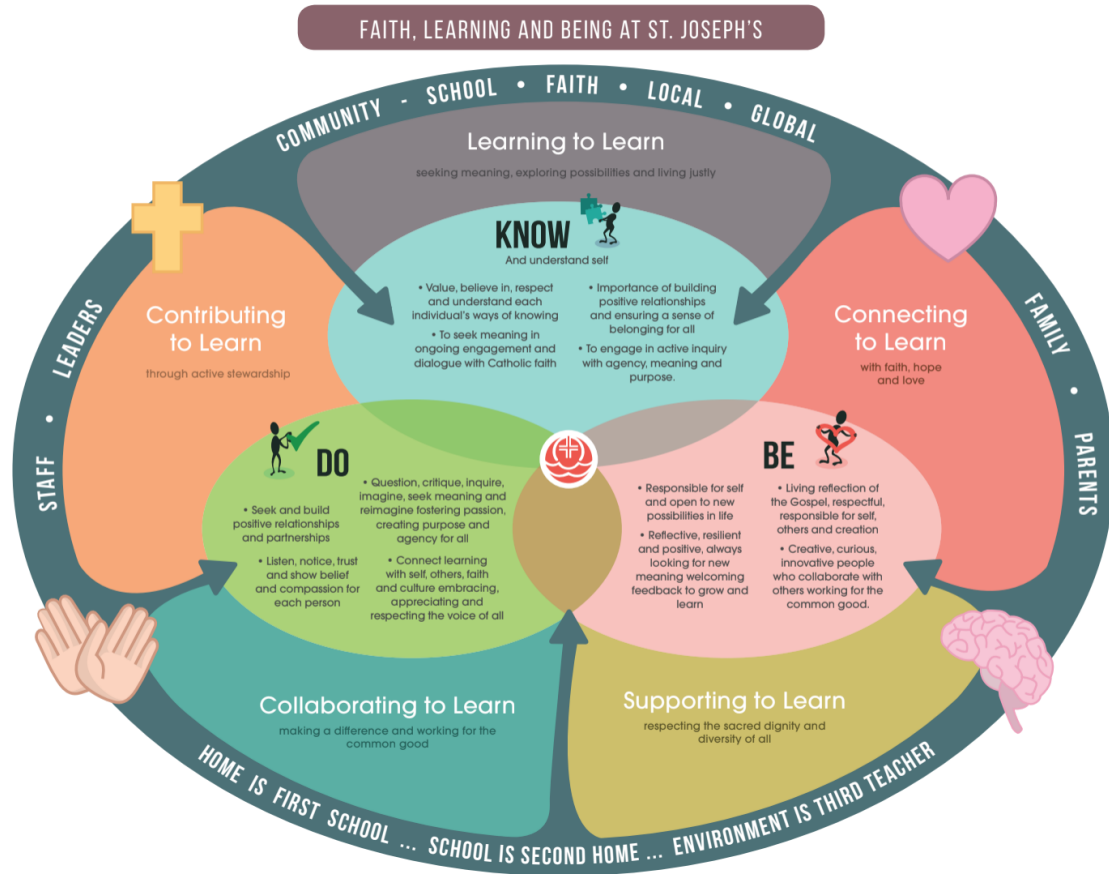 FAITH, LEARNING AND BEING AT ST. JOSEPH'S
COMMUNITY - SCHOOL • FAITH • LOCAL • GLOBAL
Learning to Learn
seeking meaning, exploring possibilities and living justly
KNOW
And understand self
• Value, believe in, respect
and understand each
individual's ways of knowing
• To seek meaning in
ongoing engagement and
dialogue with Catholic faith
• Importance of building
positive relationships
and ensuring a sense of
belonging for all
• To engage in active inquiry
with agency, meaning and
purpose.
STAFF • LEADERS
Contributing
to Learn
through active stewardship
Connecting
to Learn
with faith, hope
and love
FAMILY • PARENTS
DO
• Seek and build
positive relationships
and partnerships
• Listen, notice, trust
and show belief
and compassion for
each person
• Question, critique, inquire,
imagine, seek meaning and
reimagine fostering passion,
creating purpose and
agency for all
• Connect learning
with self, others, faith
and culture embracing,
appreciating and
respecting the voice of all
BE
• Responsible for self
and open to new
possibilities in life
• Reflective, resilient
and positive, always
looking for new
meaning welcoming
feedback to grow and
learn
• Living reflection of
the Gospel, respectful,
responsible for self,
others and creation
• Creative, curious,
innovative people
who collaborate with
others working for the
common good.
Collaborating to Learn
making a difference and working for the
common good
Supporting to Learn
respecting the sacred dignity and
diversity of all
HOME IS FIRST SCHOOL ... SCHOOL IS SECOND HOME ... ENVIRONMENT IS THIRD TEACHER